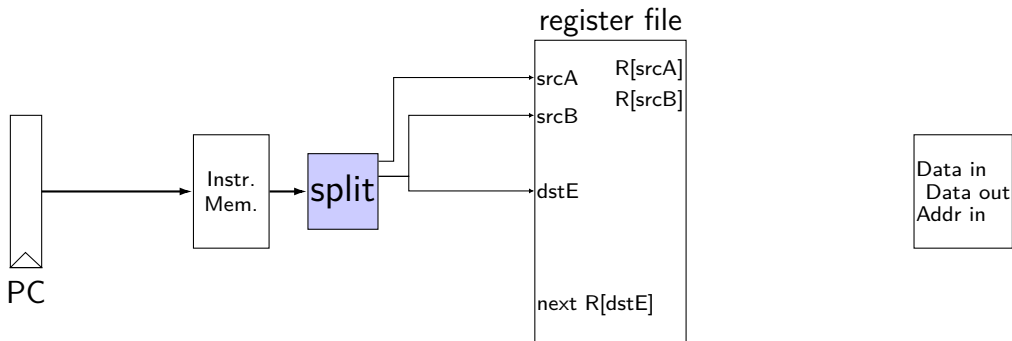 register file
srcA
R[srcA]
R[srcB]
srcB
Instr.
Mem.
split
dstE
Data in
Data out
Addr in
PC
next R[dstE]